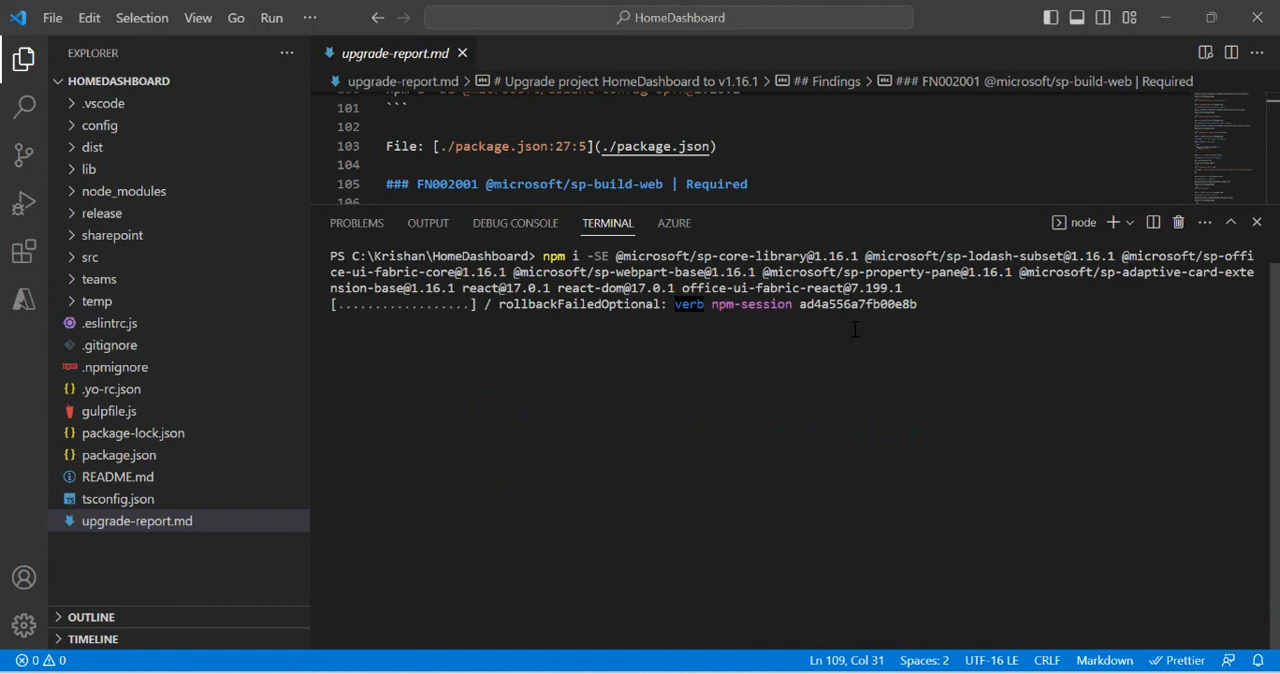 File Edit Selection View Go Run ··· HomeDashboard
EXPLORER ···
HOMEDASHBOARD
.vscode
config
dist
lib
node_modules
release
sharepoint
src
teams
temp
.eslintrc.js
.gitignore
.npmignore
.yo-rc.json
gulpfile.js
package-lock.json
package.json
README.md
tsconfig.json
upgrade-report.md
OUTLINE
TIMELINE
upgrade-report.md
upgrade-report.md # Upgrade project HomeDashboard to v1.16.1 ## Findings ### FN002001 @microsoft/sp-build-web | Required
101 ```
102
103 File: [./package.json:27:5](./package.json)
104
105 ### FN002001 @microsoft/sp-build-web | Required
106
PROBLEMS OUTPUT DEBUG CONSOLE TERMINAL AZURE node
PS C:\Krishan\HomeDashboard> npm i -SE @microsoft/sp-core-library@1.16.1 @microsoft/sp-lodash-subset@1.16.1 @microsoft/sp-offi
ce-ui-fabric-core@1.16.1 @microsoft/sp-webpart-base@1.16.1 @microsoft/sp-property-pane@1.16.1 @microsoft/sp-adaptive-card-exte
nsion-base@1.16.1 react@17.0.1 react-dom@17.0.1 office-ui-fabric-react@7.199.1
[..................] / rollbackFailedOptional: verb npm-session ad4a556a7fb00e8b
0 0 Ln 109, Col 31 Spaces: 2 UTF-16 LE CRLF Markdown Prettier